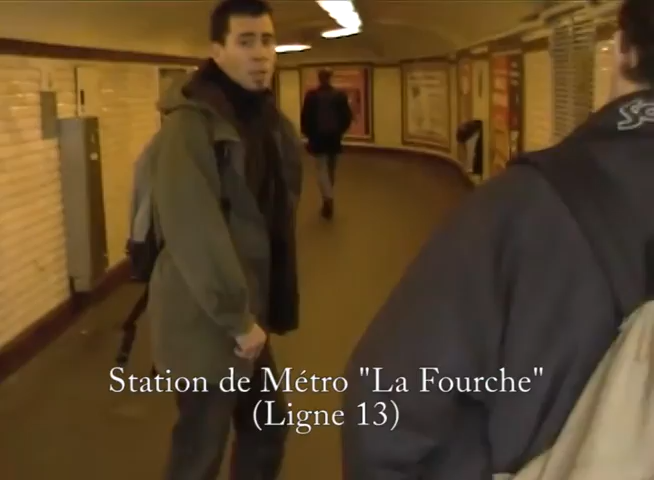 Station de Métro "La Fourche"
(Ligne 13)